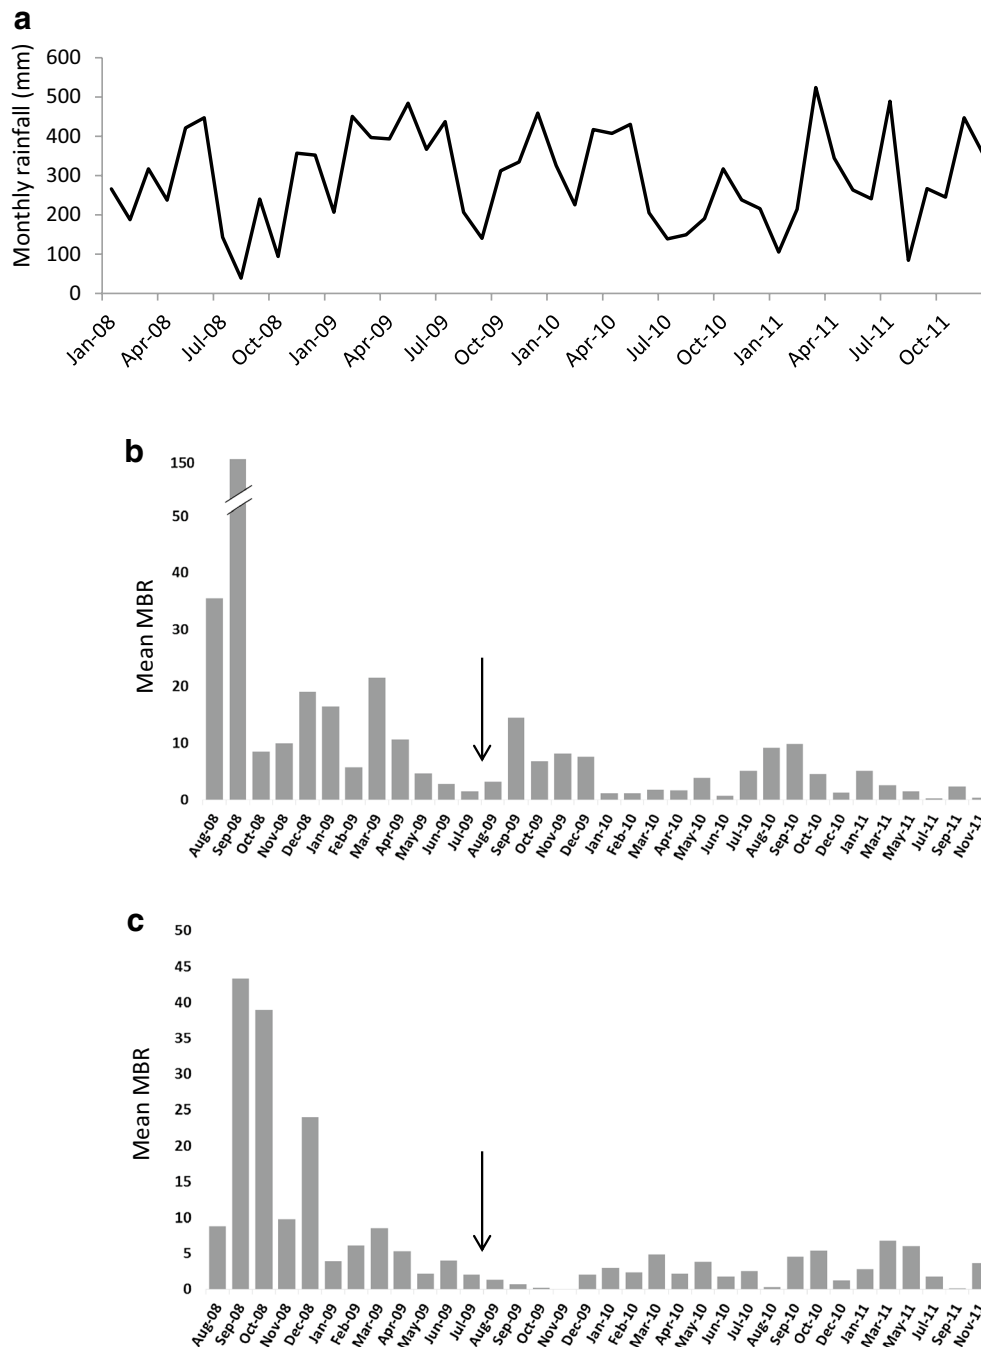 a
Monthly rainfall (mm)
600
500
400
300
200
100
0
Jan-08
Apr-08
Jul-08
Oct-08
Jan-09
Apr-09
Jul-09
Oct-09
Jan-10
Apr-10
Jul-10
Oct-10
Jan-11
Apr-11
Jul-11
Oct-11
b
Mean MBR
150
50
40
30
20
10
0
Aug-08
Sep-08
Oct-08
Nov-08
Dec-08
Jan-09
Feb-09
Mar-09
Apr-09
May-09
Jun-09
Jul-09
Aug-09
Sep-09
Oct-09
Nov-09
Dec-09
Jan-10
Feb-10
Mar-10
Apr-10
May-10
Jun-10
Jul-10
Aug-10
Sep-10
Oct-10
Dec-10
Jan-11
Mar-11
May-11
Jul-11
Sep-11
Nov-11
c
Mean MBR
50
45
40
35
30
25
20
15
10
5
0
Aug-08
Sep-08
Oct-08
Nov-08
Dec-08
Jan-09
Feb-09
Mar-09
Apr-09
May-09
Jun-09
Jul-09
Aug-09
Sep-09
Oct-09
Nov-09
Dec-09
Jan-10
Feb-10
Mar-10
Apr-10
May-10
Jun-10
Jul-10
Aug-10
Sep-10
Oct-10
Dec-10
Jan-11
Mar-11
May-11
Jul-11
Sep-11
Nov-11